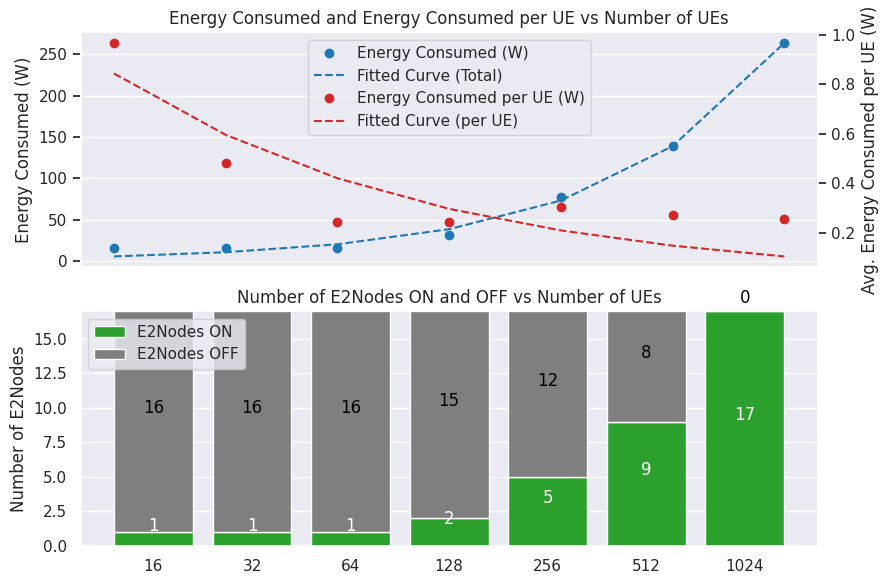 Energy Consumed and Energy Consumed per UE vs Number of UEs
Energy Consumed (W)
250
200
150
100
50
0
Energy Consumed (W)
Fitted Curve (Total)
Energy Consumed per UE (W)
Fitted Curve (per UE)
1.0
0.8
0.6
0.4
0.2
Avg. Energy Consumed per UE (W)
Number of E2Nodes ON and OFF vs Number of UEs
Number of E2Nodes
15.0
12.5
10.0
7.5
5.0
2.5
0.0
E2Nodes ON
E2Nodes OFF
16 16 16 15 12 8 0
1 1 1 2 5 9 17
16 32 64 128 256 512 1024